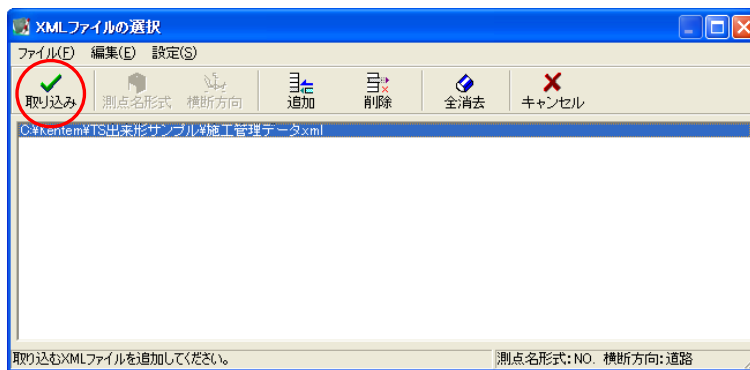 XMLファイルの選択
ファイル(F) 編集(E) 設定(S)
取り込み 測点名形式 横断方向 追加 削除 全消去 キャンセル
C:¥Kentem¥TS出来形サンプル¥施工管理データ.xml
取り込むXMLファイルを追加してください。 測点名形式:NO. 横断方向:道路